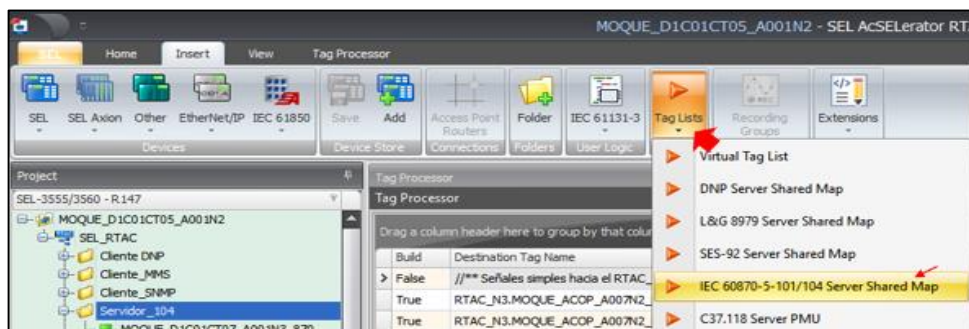 MOQUE_D1C01CT05_A001N2 - SEL AcSELerator RT
SEL Home Insert View Tag Processor
SEL SEL Axion Other EtherNet/IP IEC 61850 Save Add Access Point Routers Folder IEC 61131-3 Tag Lists Recording Groups Extensions
Devices Device Store Connections Folders User Logic
Virtual Tag List
DNP Server Shared Map
L&G 8979 Server Shared Map
SES-92 Server Shared Map
IEC 60870-5-101/104 Server Shared Map
C37.118 Server PMU
Project
SEL-3555/3560 - R147
MOQUE_D1C01CT05_A001N2
SEL_RTAC
Cliente DNP
Cliente_MMS
Cliente_SNMP
Servidor_104
MOQUE_D1C01CT07_A001N3_870
Tag Processor
Tag Processor
Drag a column header here to group by that colu
Build Destination Tag Name
False //** Señales simples hacia el RTAC_
True RTAC_N3.MOQUE_ACOP_A007N2_
True RTAC_N3.MOQUE_ACOP_A007N2_